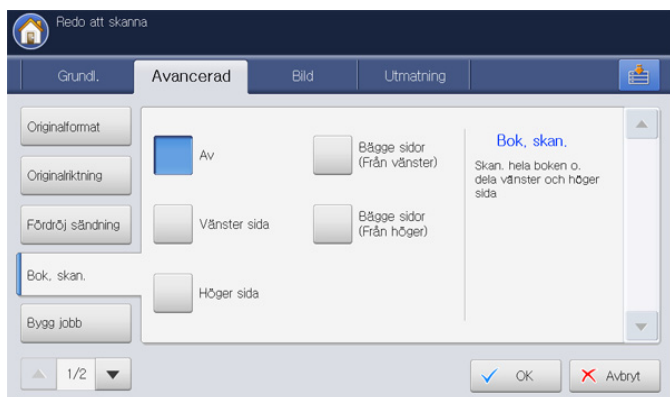 Redo att skanna
Grundl.
Avancerad
Bild
Utmatning
Originalformat
Originalriktning
Fördröj sändning
Bok, skan.
Bygg jobb
1/2
Av
Vänster sida
Höger sida
Bägge sidor
(Från vänster)
Bägge sidor
(Från höger)
Bok, skan.
Skan. hela boken o.
dela vänster och höger
sida
OK
Avbryt